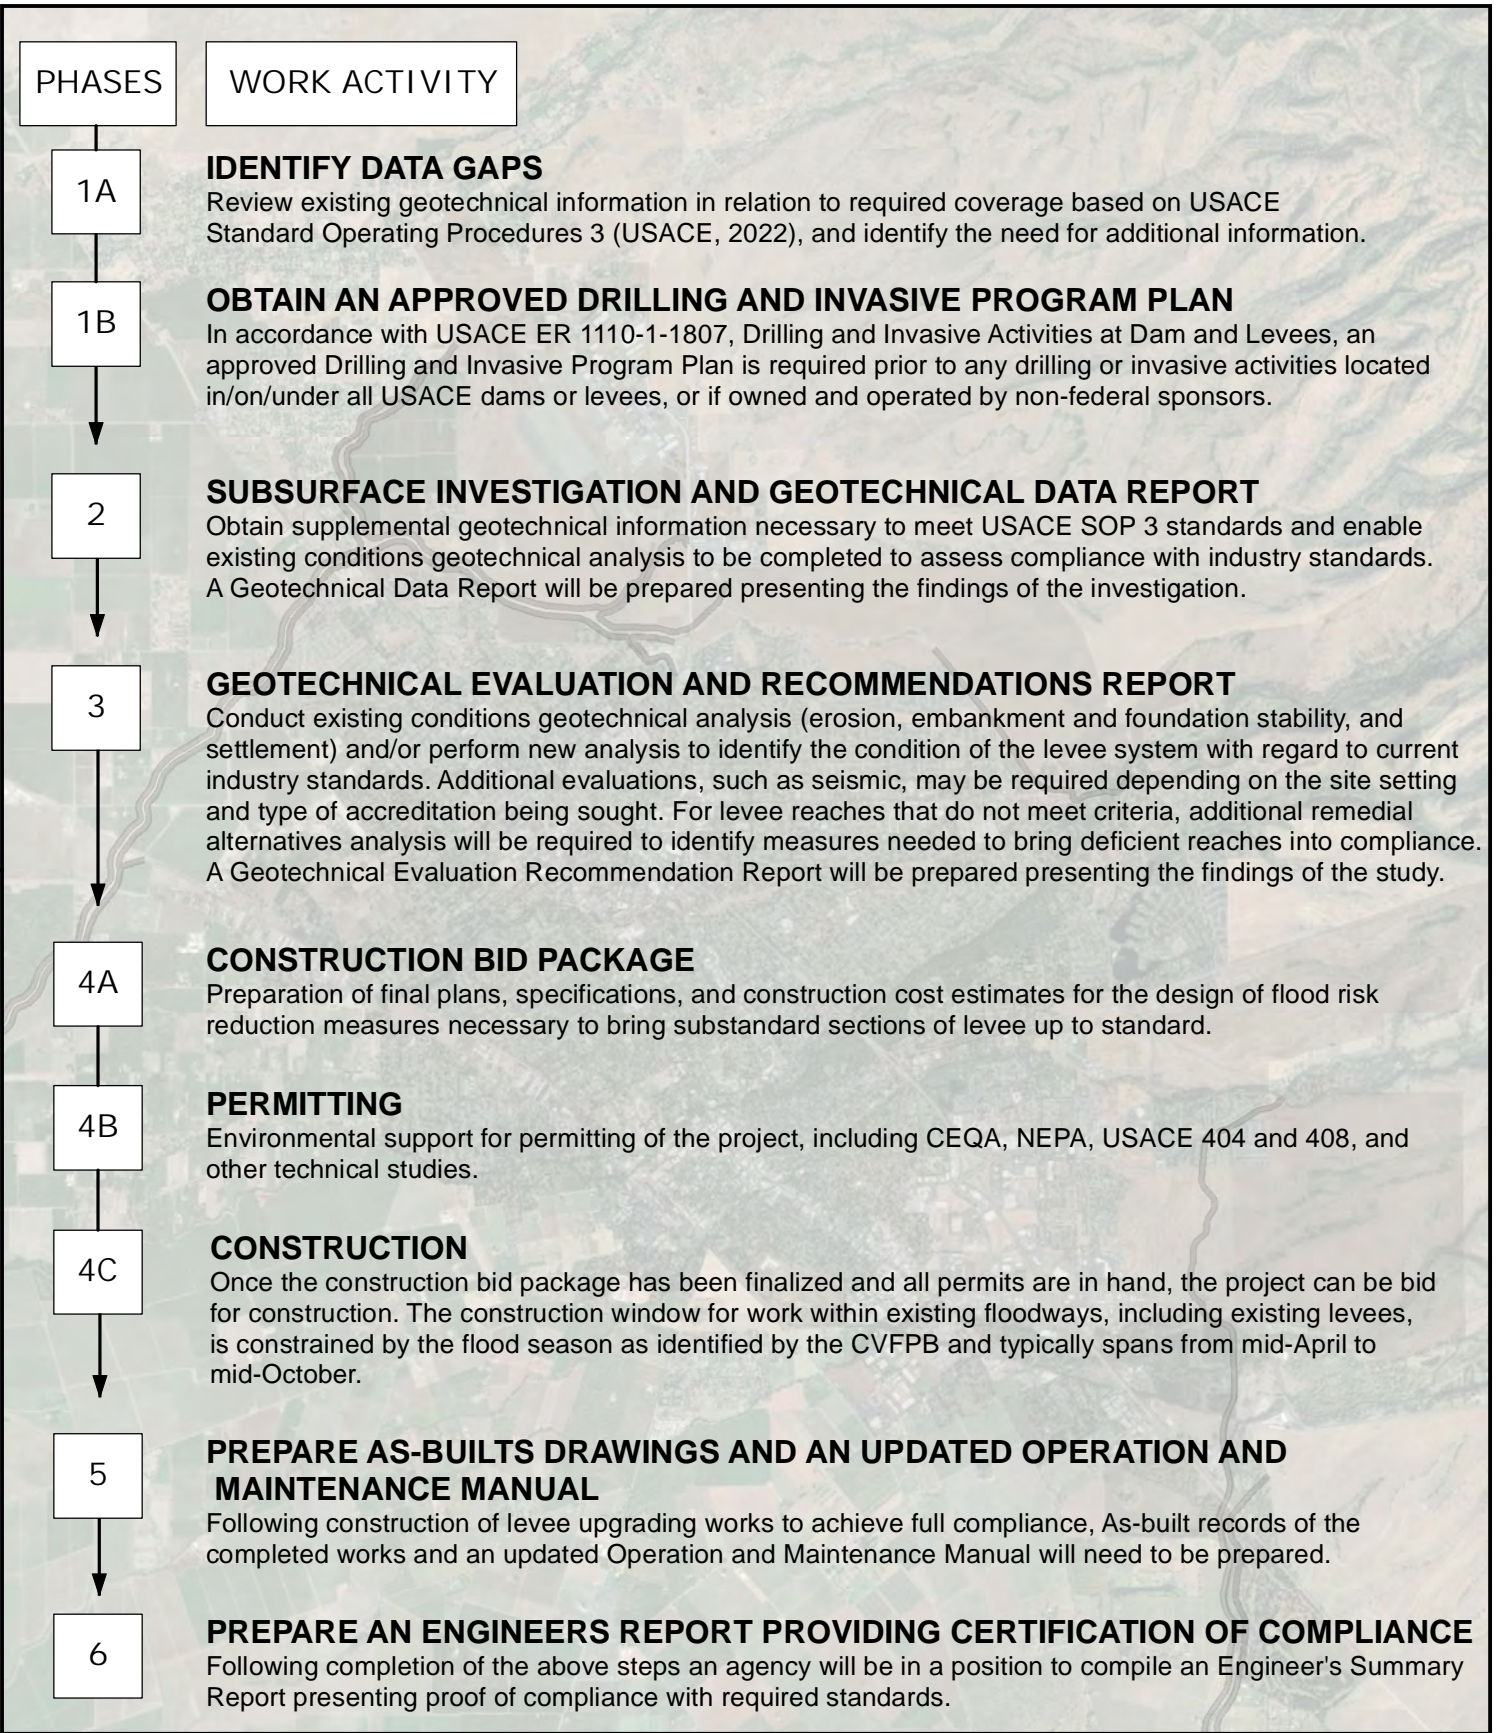 PHASES
WORK ACTIVITY
1A
IDENTIFY DATA GAPS
Review existing geotechnical information in relation to required coverage based on USACE
Standard Operating Procedures 3 (USACE, 2022), and identify the need for additional information.
1B
OBTAIN AN APPROVED DRILLING AND INVASIVE PROGRAM PLAN
In accordance with USACE ER 1110-1-1807, Drilling and Invasive Activities at Dam and Levees, an
approved Drilling and Invasive Program Plan is required prior to any drilling or invasive activities located
in/on/under all USACE dams or levees, or if owned and operated by non-federal sponsors.
2
SUBSURFACE INVESTIGATION AND GEOTECHNICAL DATA REPORT
Obtain supplemental geotechnical information necessary to meet USACE SOP 3 standards and enable
existing conditions geotechnical analysis to be completed to assess compliance with industry standards.
A Geotechnical Data Report will be prepared presenting the findings of the investigation.
3
GEOTECHNICAL EVALUATION AND RECOMMENDATIONS REPORT
Conduct existing conditions geotechnical analysis (erosion, embankment and foundation stability, and
settlement) and/or perform new analysis to identify the condition of the levee system with regard to current
industry standards. Additional evaluations, such as seismic, may be required depending on the site setting
and type of accreditation being sought. For levee reaches that do not meet criteria, additional remedial
alternatives analysis will be required to identify measures needed to bring deficient reaches into compliance.
A Geotechnical Evaluation Recommendation Report will be prepared presenting the findings of the study.
4A
CONSTRUCTION BID PACKAGE
Preparation of final plans, specifications, and construction cost estimates for the design of flood risk
reduction measures necessary to bring substandard sections of levee up to standard.
4B
PERMITTING
Environmental support for permitting of the project, including CEQA, NEPA, USACE 404 and 408, and
other technical studies.
4C
CONSTRUCTION
Once the construction bid package has been finalized and all permits are in hand, the project can be bid
for construction. The construction window for work within existing floodways, including existing levees,
is constrained by the flood season as identified by the CVFPB and typically spans from mid-April to
mid-October.
5
PREPARE AS-BUILTS DRAWINGS AND AN UPDATED OPERATION AND
MAINTENANCE MANUAL
Following construction of levee upgrading works to achieve full compliance, As-built records of the
completed works and an updated Operation and Maintenance Manual will need to be prepared.
6
PREPARE AN ENGINEERS REPORT PROVIDING CERTIFICATION OF COMPLIANCE
Following completion of the above steps an agency will be in a position to compile an Engineer's Summary
Report presenting proof of compliance with required standards.